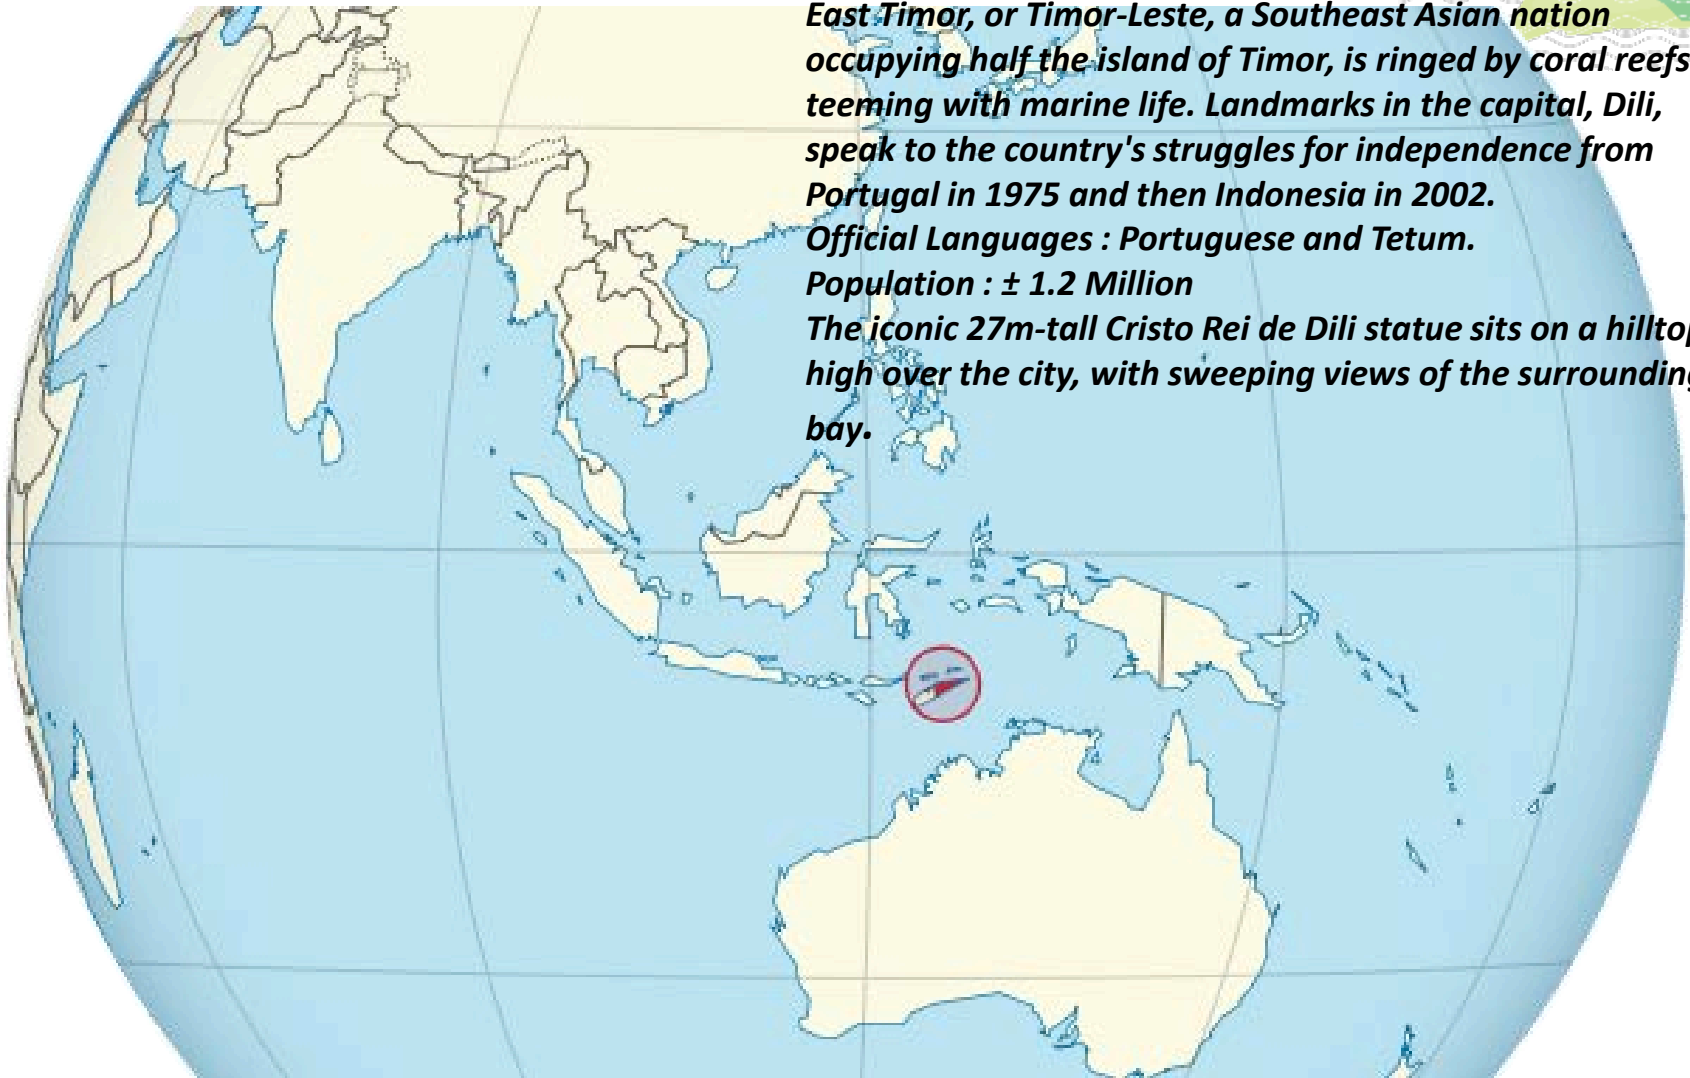 East Timor, or Timor-Leste, a Southeast Asian nation
occupying half the island of Timor, is ringed by coral reefs
teeming with marine life. Landmarks in the capital, Dili,
speak to the country's struggles for independence from
Portugal in 1975 and then Indonesia in 2002.
Official Languages : Portuguese and Tetum.
Population : ± 1.2 Million
The iconic 27m-tall Cristo Rei de Dili statue sits on a hilltop
high over the city, with sweeping views of the surrounding
bay.